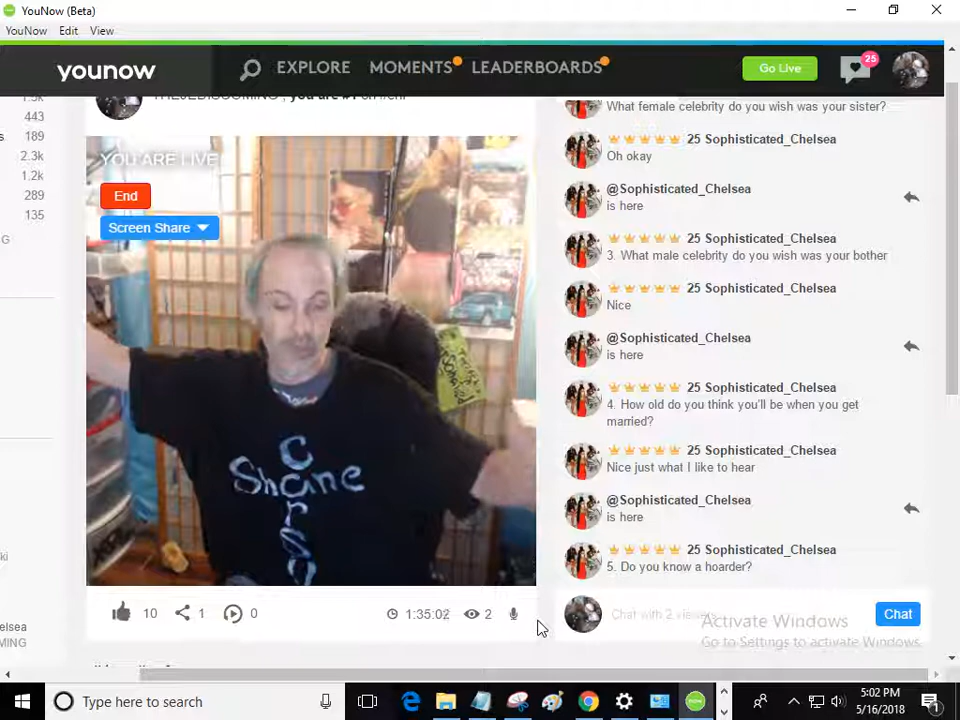 YouNow (Beta)
YouNow Edit View
younow EXPLORE MOMENTS LEADERBOARDS Go Live 25
443
189
2.3k
1.2k
289
135
YOU ARE LIVE
End
Screen Share
Shane
Carson
What female celebrity do you wish was your sister?
25 Sophisticated_Chelsea
Oh okay
@Sophisticated_Chelsea
is here
25 Sophisticated_Chelsea
3. What male celebrity do you wish was your bother
25 Sophisticated_Chelsea
Nice
@Sophisticated_Chelsea
is here
25 Sophisticated_Chelsea
4. How old do you think you'll be when you get
married?
25 Sophisticated_Chelsea
Nice just what I like to hear
@Sophisticated_Chelsea
is here
25 Sophisticated_Chelsea
5. Do you know a hoarder?
10 1 0 1:35:02 2
Chat with 2 viewers
Chat
Activate Windows
Go to Settings to activate Windows.
Type here to search
5:02 PM
5/16/2018
1